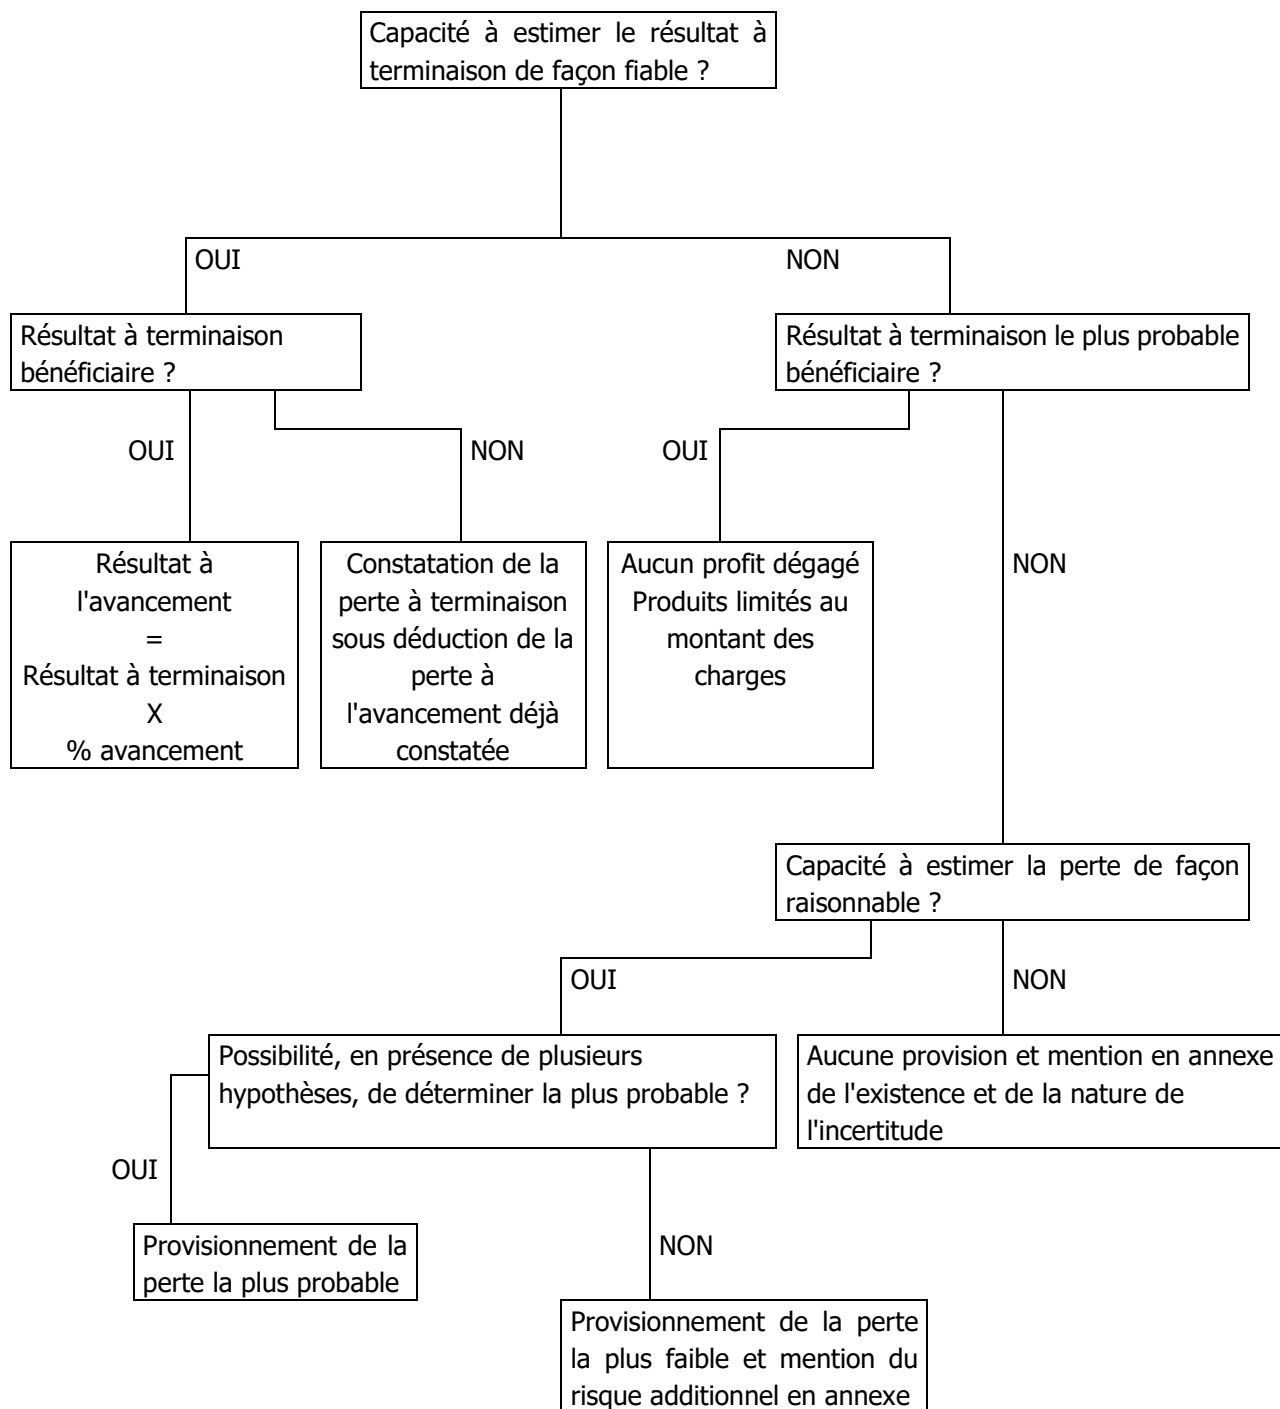 Capacité à estimer le résultat à
terminaison de façon fiable ?
OUI
NON
Résultat à terminaison
bénéficiaire ?
Résultat à terminaison le plus probable
bénéficiaire ?
OUI
NON
OUI
NON
Résultat à
l'avancement
=
Résultat à terminaison
X
% avancement
Constatation de la
perte à terminaison
sous déduction de la
perte à
l'avancement déjà
constatée
Aucun profit dégagé
Produits limités au
montant des
charges
Capacité à estimer la perte de façon
raisonnable ?
OUI
NON
Possibilité, en présence de plusieurs
hypothèses, de déterminer la plus probable ?
Aucune provision et mention en annexe
de l'existence et de la nature de
l'incertitude
OUI
NON
Provisionnement de la
perte la plus probable
Provisionnement de la perte
la plus faible et mention du
risque additionnel en annexe